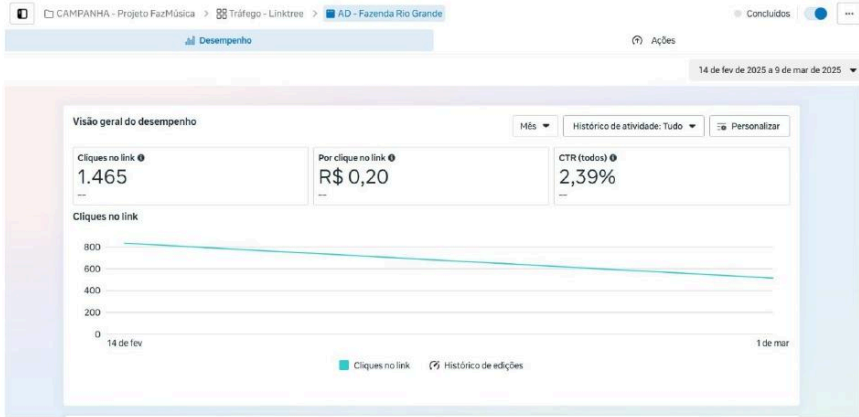 CAMPANHA - Projeto FazMúsica > Tráfego - Linktree > AD - Fazenda Rio Grande
Concluídos
Desempenho
Ações
14 de fev de 2025 a 9 de mar de 2025
Visão geral do desempenho
Mês
Histórico de atividade: Tudo
Personalizar
Cliques no link
1.465
--
Por clique no link
R$ 0,20
--
CTR (todos)
2,39%
--
Cliques no link
800
600
400
200
0
14 de fev
1 de mar
Cliques no link
Histórico de edições